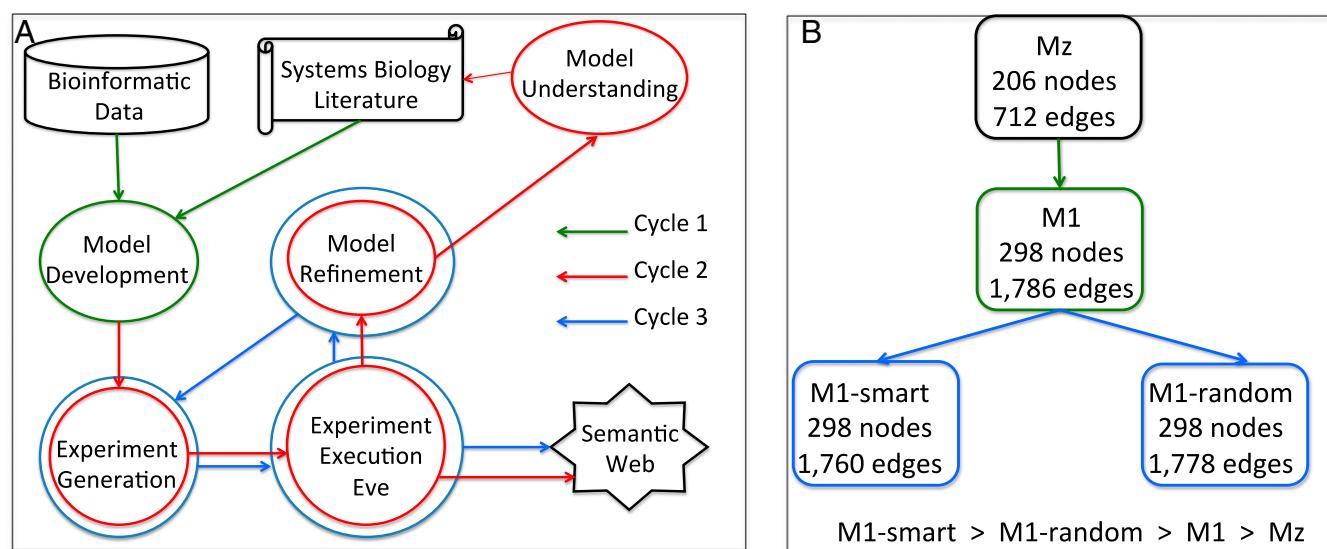 A
Bioinformatic
Data
Systems Biology
Literature
Model
Understanding
Model
Development
Model
Refinement
Cycle 1
Cycle 2
Cycle 3
Experiment
Generation
Experiment
Execution
Eve
Semantic
Web
B
Mz
206 nodes
712 edges
M1
298 nodes
1,786 edges
M1-smart
298 nodes
1,760 edges
M1-random
298 nodes
1,778 edges
M1-smart > M1-random > M1 > Mz